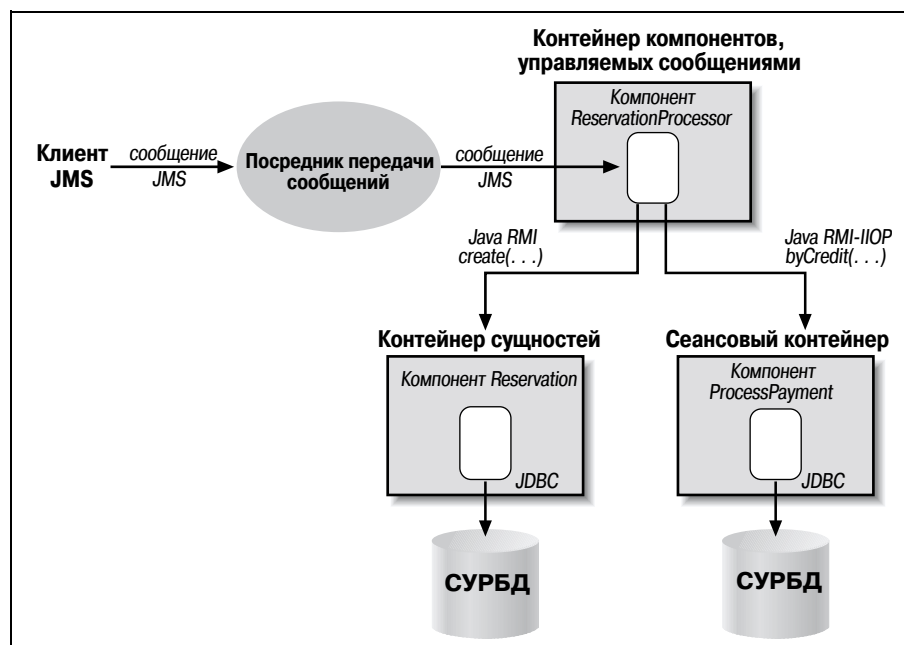 Контейнер компонентов,
управляемых сообщениями
Компонент
ReservationProcessor
Клиент
JMS
сообщение
JMS
Посредник передачи
сообщений
сообщение
JMS
Java RMI
create(. . .)
Java RMI-IIOP
byCredit(. . .)
Контейнер сущностей
Компонент Reservation
JDBC
СУРБД
Сеансовый контейнер
Компонент
ProcessPayment
JDBC
СУРБД